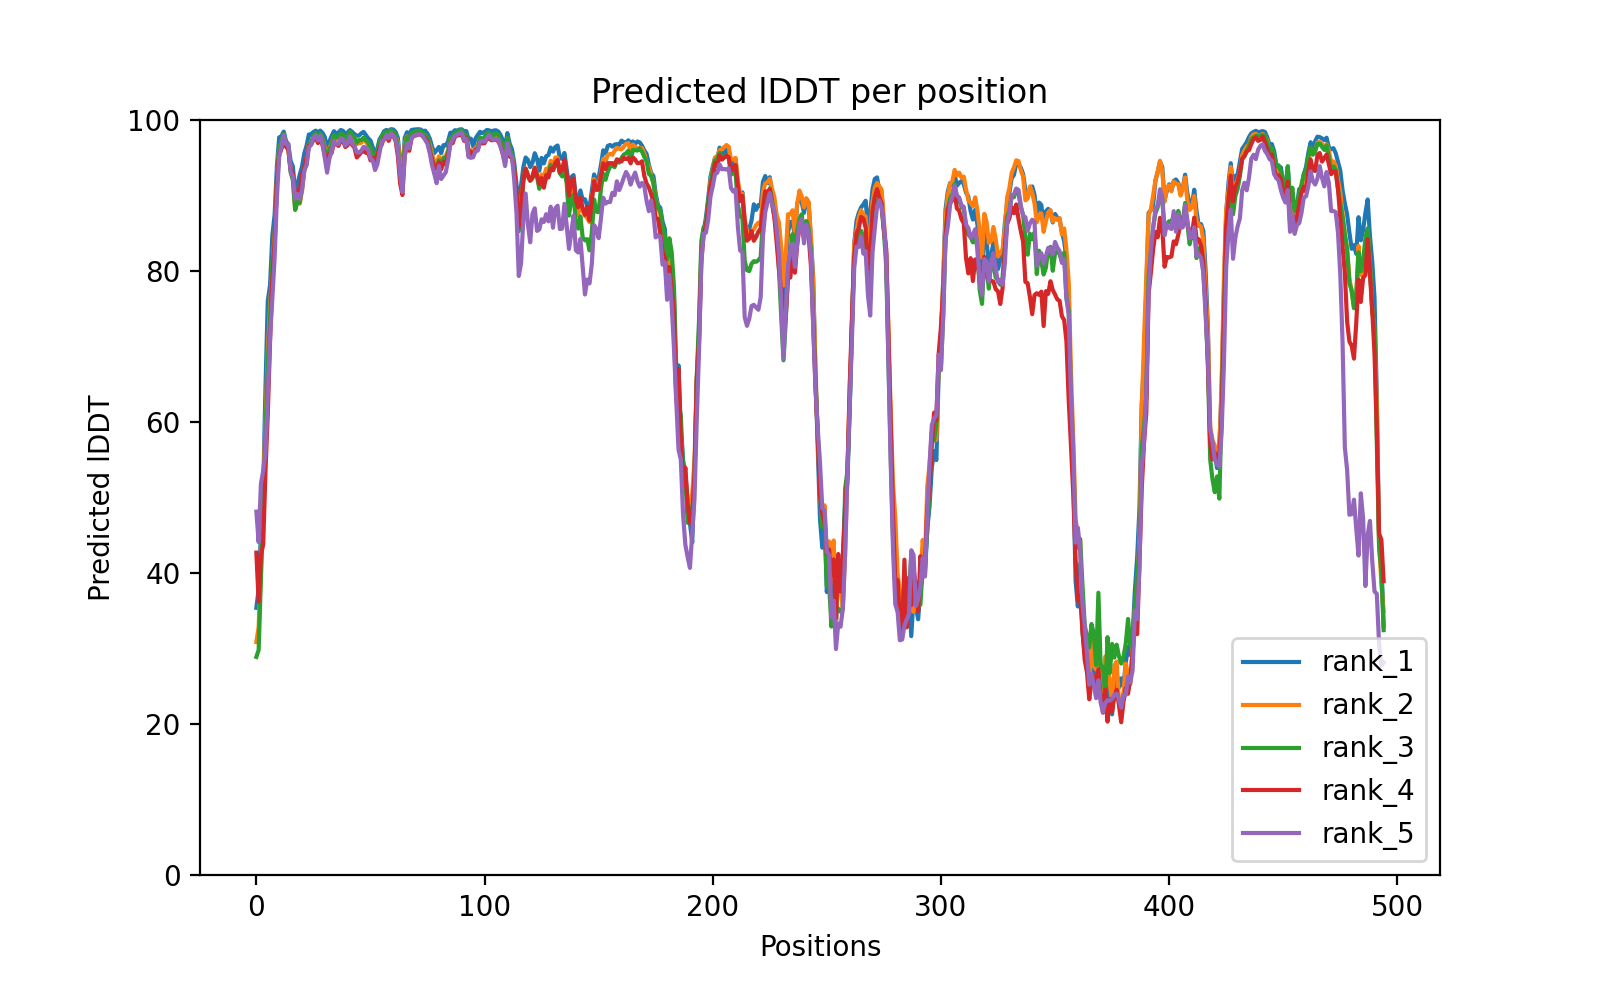 Predicted lDDT per position
100
80
60
40
20
0
Predicted lDDT
0 100 200 300 400 500
Positions
rank_1
rank_2
rank_3
rank_4
rank_5